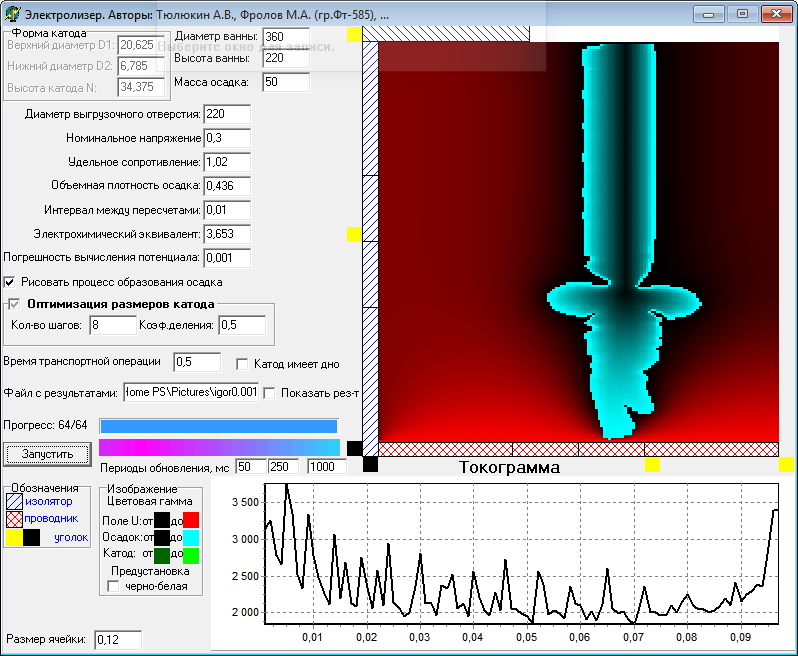 Электролизер. Авторы: Тюлюкин А.В., Фролов М.А. (гр.Фт-585), ...
Выберите окно для записи.
Форма катода
Верхний диаметр D1: 20,625
Нижний диаметр D2: 6,785
Высота катода N: 34,375
Диаметр ванны: 360
Высота ванны: 220
Масса осадка: 50
Диаметр выгрузочного отверстия: 220
Номинальное напряжение 0,3
Удельное сопротивление: 1,02
Объемная плотность осадка: 0,436
Интервал между пересчетами: 0,01
Электрохимический эквивалент: 3,653
Погрешность вычисления потенциала: 0,001
Рисовать процесс образования осадка
Оптимизация размеров катода
Кол-во шагов: 8 Коэф.деления: 0,5
Время транспортной операции 0,5 Катод имеет дно
Файл с результатами: Home PS\Pictures\igor0.001 Показать рез-т
Прогресс: 64/64
Запустить
Периоды обновления, мс 50 250 1000
Обозначения
изолятор
проводник
уголок
Изображение
Цветовая гамма
Поле U: от до
Осадок: от до
Катод: от до
Предустановка
черно-белая
Размер ячейки: 0,12
Токограмма
3 500
3 000
2 500
2 000
0,01 0,02 0,03 0,04 0,05 0,06 0,07 0,08 0,09